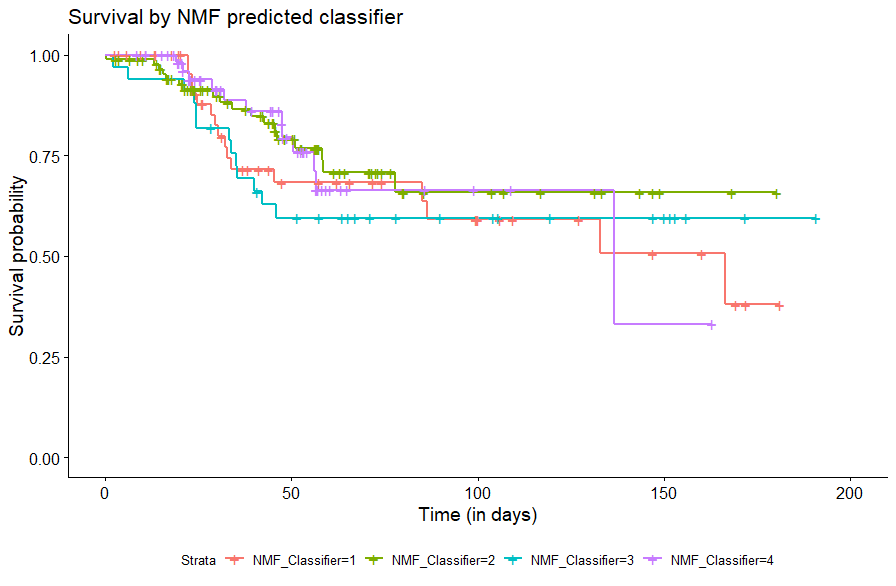 Survival by NMF predicted classifier
Survival probability
1.00
0.75
0.50
0.25
0.00
0 50 100 150 200
Time (in days)
Strata NMF_Classifier=1 NMF_Classifier=2 NMF_Classifier=3 NMF_Classifier=4